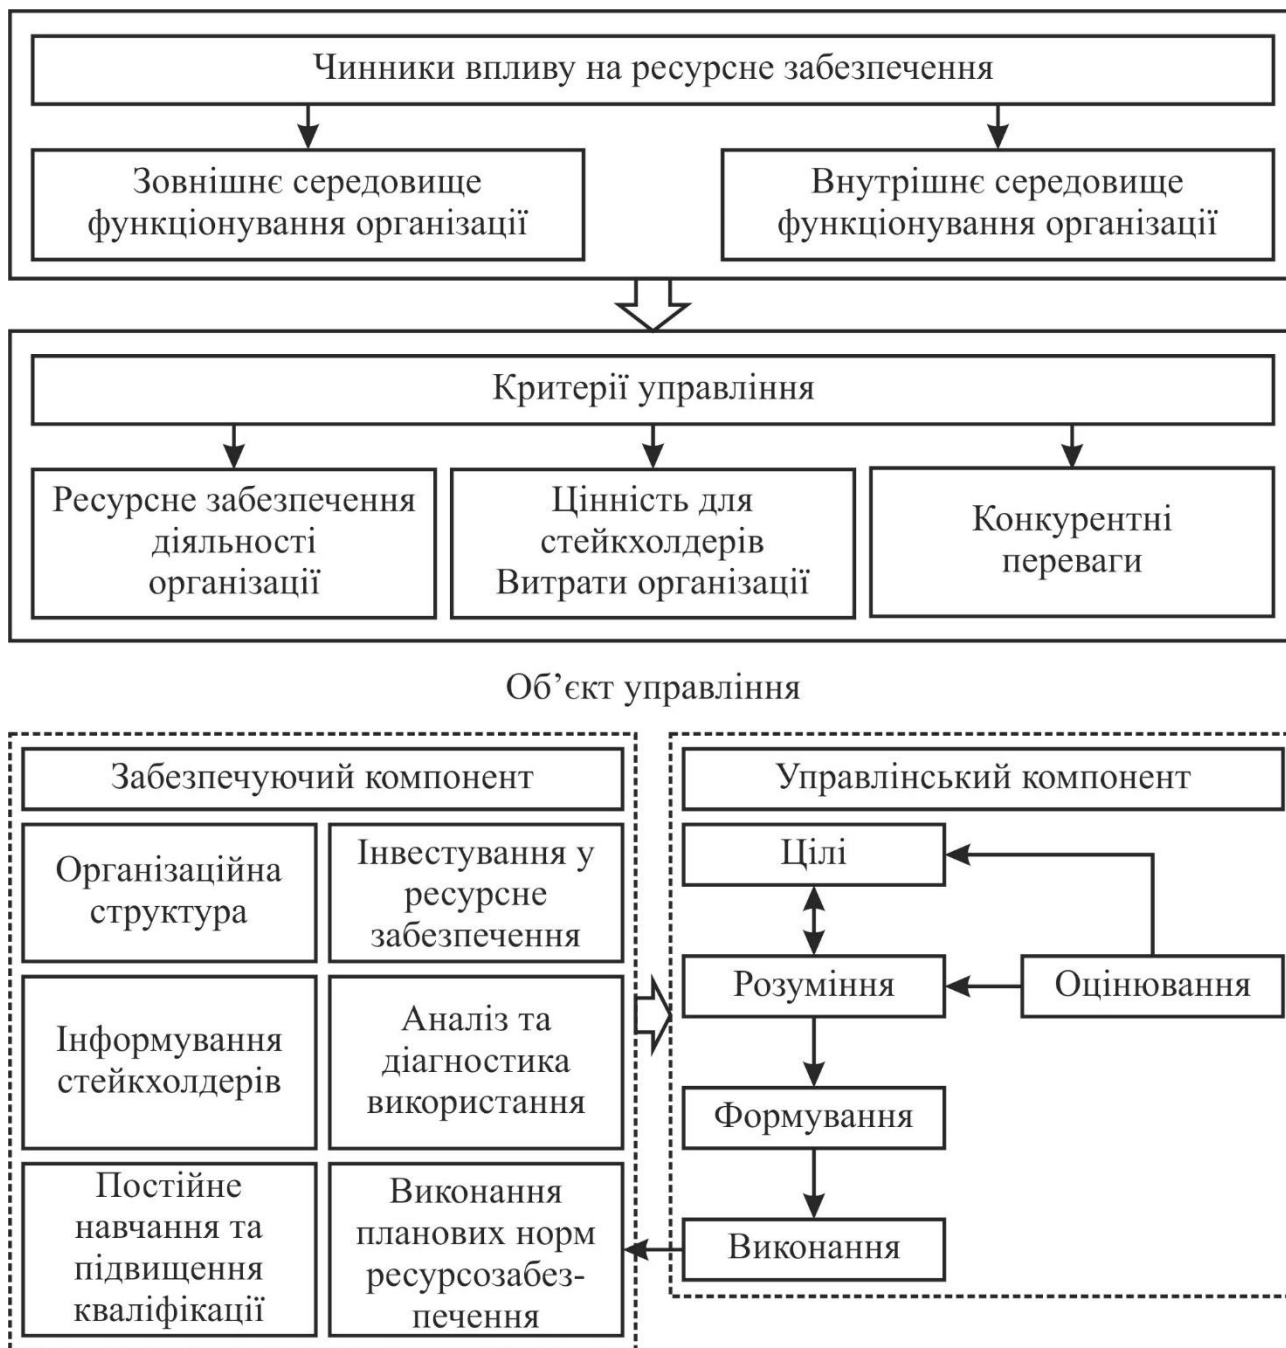 Чинники впливу на ресурсне забезпечення
Зовнішнє середовище
функціонування організації
Внутрішнє середовище
функціонування організації
Критерії управління
Ресурсне забезпечення
діяльності
організації
Цінність для
стейкхолдерів
Витрати організації
Конкурентні
переваги
Об’єкт управління
Забезпечуючий компонент
Організаційна
структура
Інвестування у
ресурсне
забезпечення
Інформування
стейкхолдерів
Аналіз та
діагностика
використання
Постійне
навчання та
підвищення
кваліфікації
Виконання
планових норм
ресурсозабез-
печення
Управлінський компонент
Цілі
Розуміння
Оцінювання
Формування
Виконання